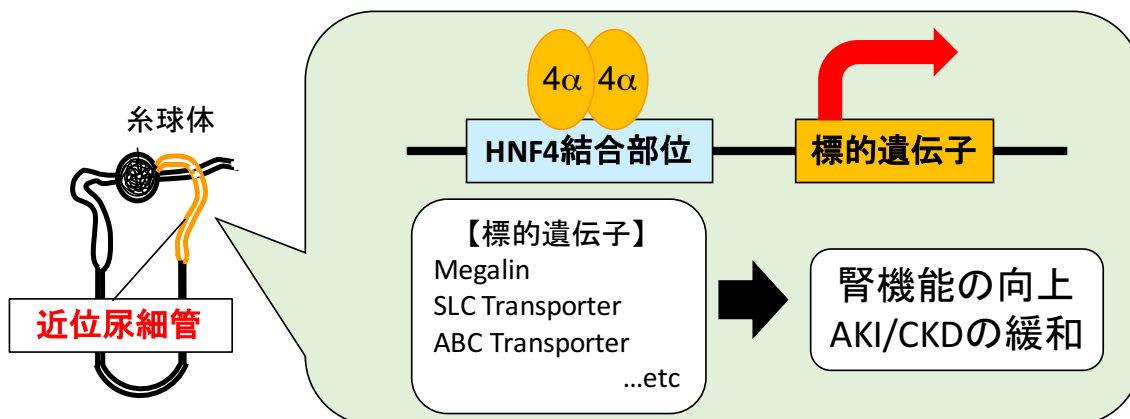 糸球体
近位尿細管
4α 4α
HNF4結合部位
標的遺伝子
【標的遺伝子】
Megalin
SLC Transporter
ABC Transporter
...etc
腎機能の向上
AKI/CKDの緩和